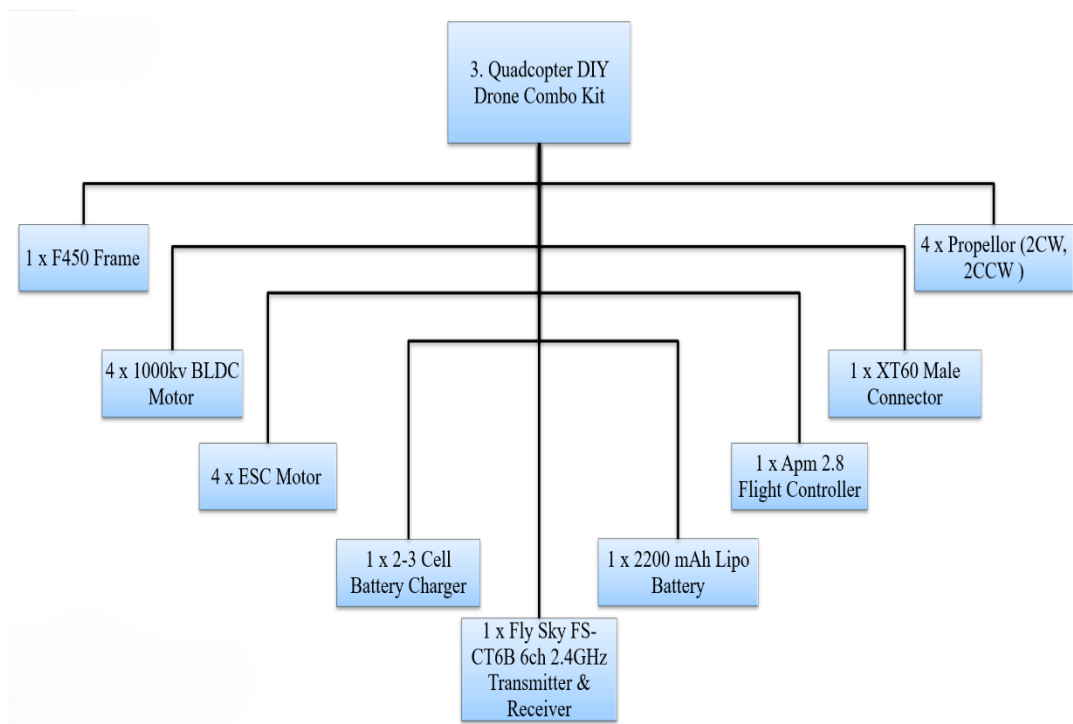 3. Quadcopter DIY
Drone Combo Kit
1 x F450 Frame
4 x Propellor (2CW,
2CCW )
4 x 1000kv BLDC
Motor
1 x XT60 Male
Connector
4 x ESC Motor
1 x Apm 2.8
Flight Controller
1 x 2-3 Cell
Battery Charger
1 x 2200 mAh Lipo
Battery
1 x Fly Sky FS-
CT6B 6ch 2.4GHz
Transmitter &
Receiver